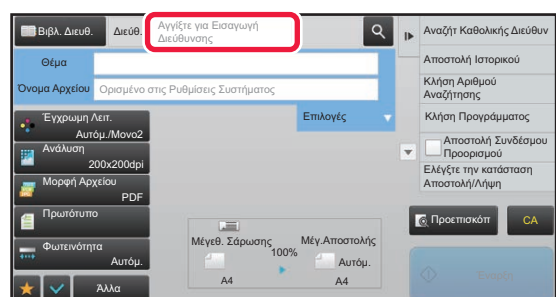 Βιβλ. Διευθ.
Διεύθ.
Αγγίξτε για Εισαγωγή
Διεύθυνσης
Θέμα
Όνομα Αρχείου
Ορισμένο στις Ρυθμίσεις Συστήματος
Έγχρωμη Λειτ.
Αυτόμ./Μονο2
Επιλογές
Ανάλυση
200x200dpi
Μορφή Αρχείου
PDF
Πρωτότυπο
Φωτεινότητα
Αυτόμ.
Άλλα
Μέγεθ. Σάρωσης
100%
Μέγ.Αποστολής
Αυτόμ.
A4
A4
Αναζήτ Καθολικής Διεύθυν
Αποστολή Ιστορικού
Κλήση Αριθμού
Αναζήτησης
Κλήση Προγράμματος
Αποστολή Συνδέσμου
Προορισμού
Ελέγξτε την κατάσταση
Αποστολή/Λήψη
Προεπισκόπ
CA
Έναρξη